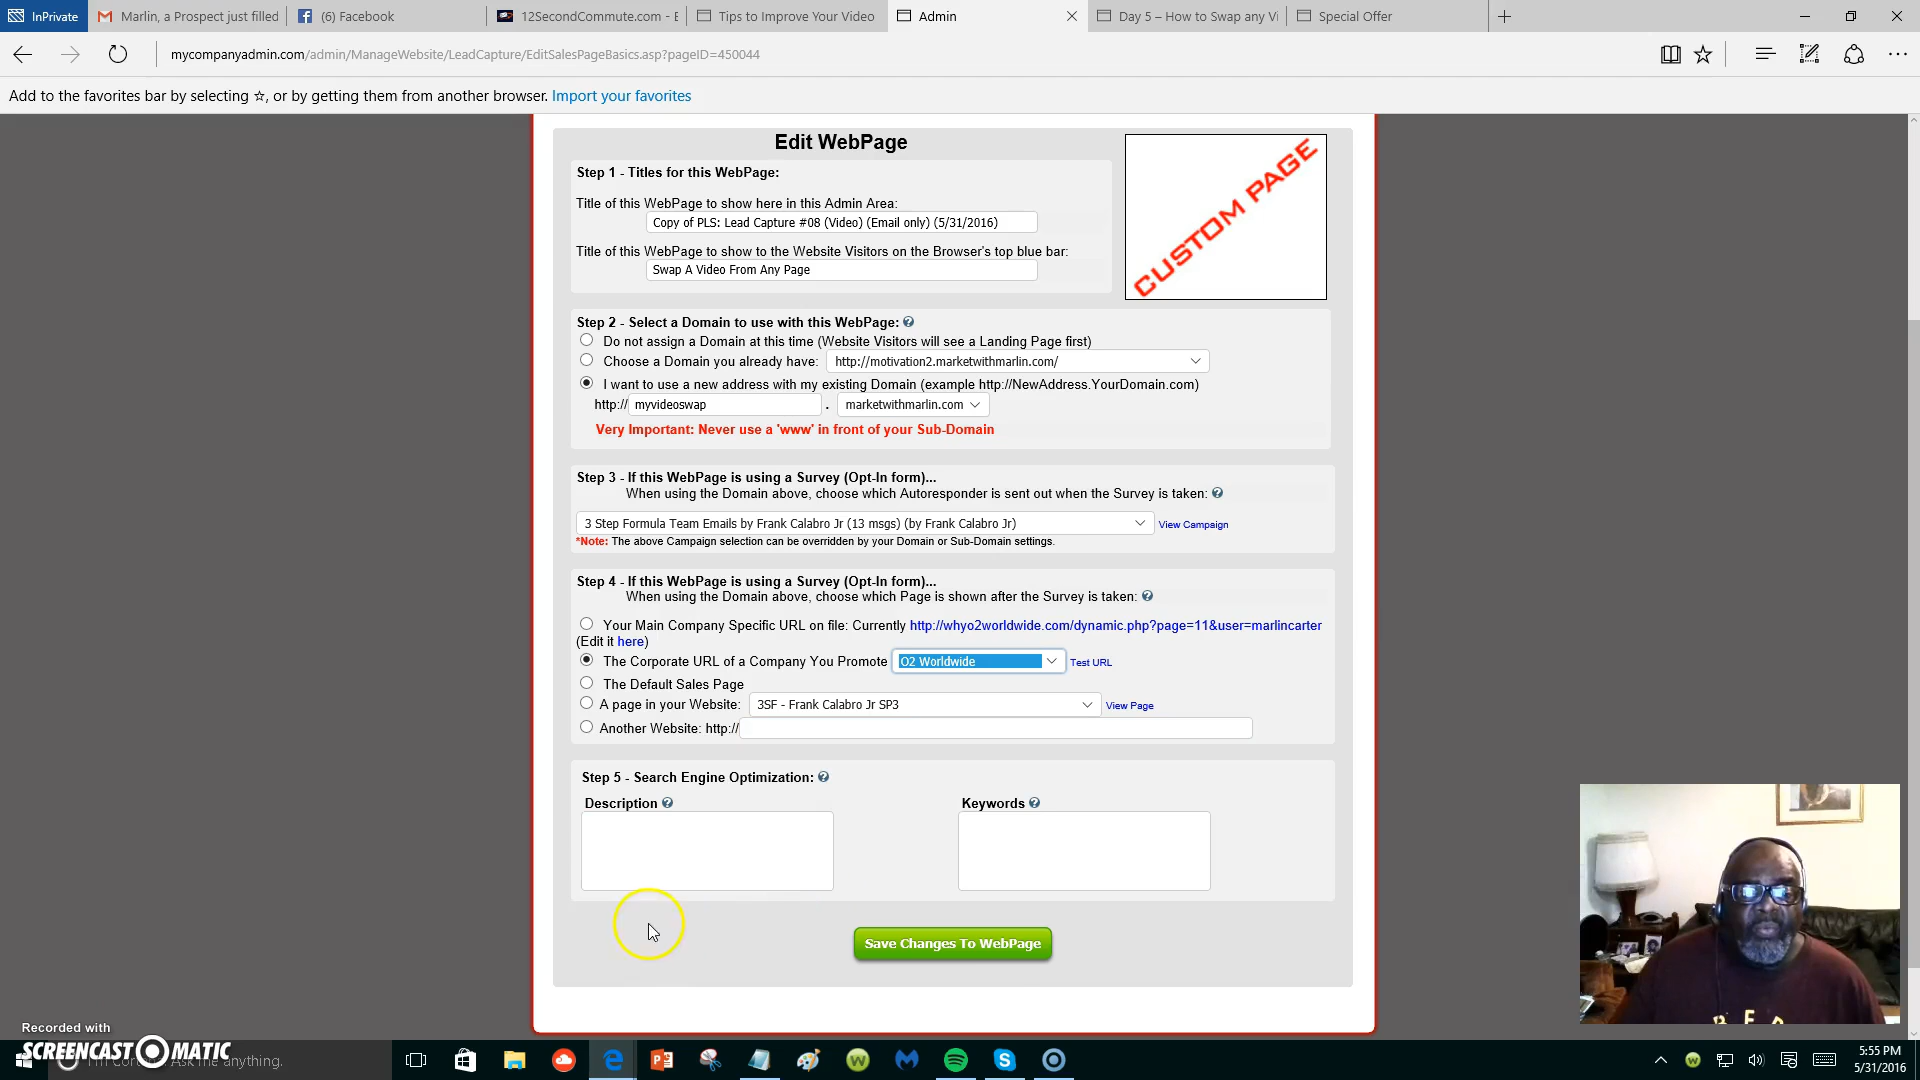 InPrivate
Marlin, a Prospect just filled
(6) Facebook
12SecondCommute.com - E
Tips to Improve Your Video
Admin
Day 5 – How to Swap any Vi
Special Offer
mycompanyadmin.com/admin/ManageWebsite/LeadCapture/EditSalesPageBasics.asp?pageID=450044
Add to the favorites bar by selecting ☆, or by getting them from another browser. Import your favorites
Edit WebPage
CUSTOM PAGE
Step 1 - Titles for this WebPage:
Title of this WebPage to show here in this Admin Area:
Copy of PLS: Lead Capture #08 (Video) (Email only) (5/31/2016)
Title of this WebPage to show to the Website Visitors on the Browser's top blue bar:
Swap A Video From Any Page
Step 2 - Select a Domain to use with this WebPage: ?
Do not assign a Domain at this time (Website Visitors will see a Landing Page first)
Choose a Domain you already have: http://motivation2.marketwithmarlin.com/
I want to use a new address with my existing Domain (example http://NewAddress.YourDomain.com)
http:// myvideoswap . marketwithmarlin.com
Very Important: Never use a 'www' in front of your Sub-Domain
Step 3 - If this WebPage is using a Survey (Opt-In form)...
When using the Domain above, choose which Autoresponder is sent out when the Survey is taken: ?
3 Step Formula Team Emails by Frank Calabro Jr (13 msgs) (by Frank Calabro Jr) View Campaign
*Note: The above Campaign selection can be overridden by your Domain or Sub-Domain settings.
Step 4 - If this WebPage is using a Survey (Opt-In form)...
When using the Domain above, choose which Page is shown after the Survey is taken: ?
Your Main Company Specific URL on file: Currently http://whyo2worldwide.com/dynamic.php?page=11&user=marlincarter
(Edit it here)
The Corporate URL of a Company You Promote O2 Worldwide Test URL
The Default Sales Page
A page in your Website: 3SF - Frank Calabro Jr SP3 View Page
Another Website: http://
Step 5 - Search Engine Optimization: ?
Description ? Keywords ?
Save Changes To WebPage
Recorded with
SCREENCAST MATIC
Ask me anything.
5:55 PM
5/31/2016